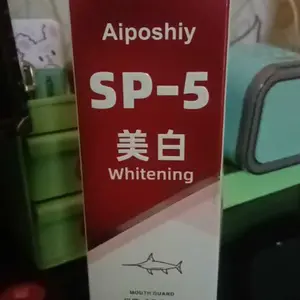 Aiposhiy
SP-5
美白
Whitening
MOUTH GUARD